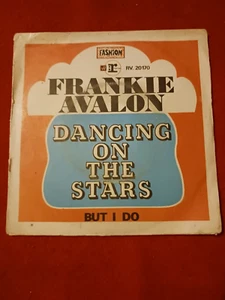 FASHION
r:
RV. 20170
FRANKIE
AVALON
DANCING
ON
THE
STARS
BUT I DO